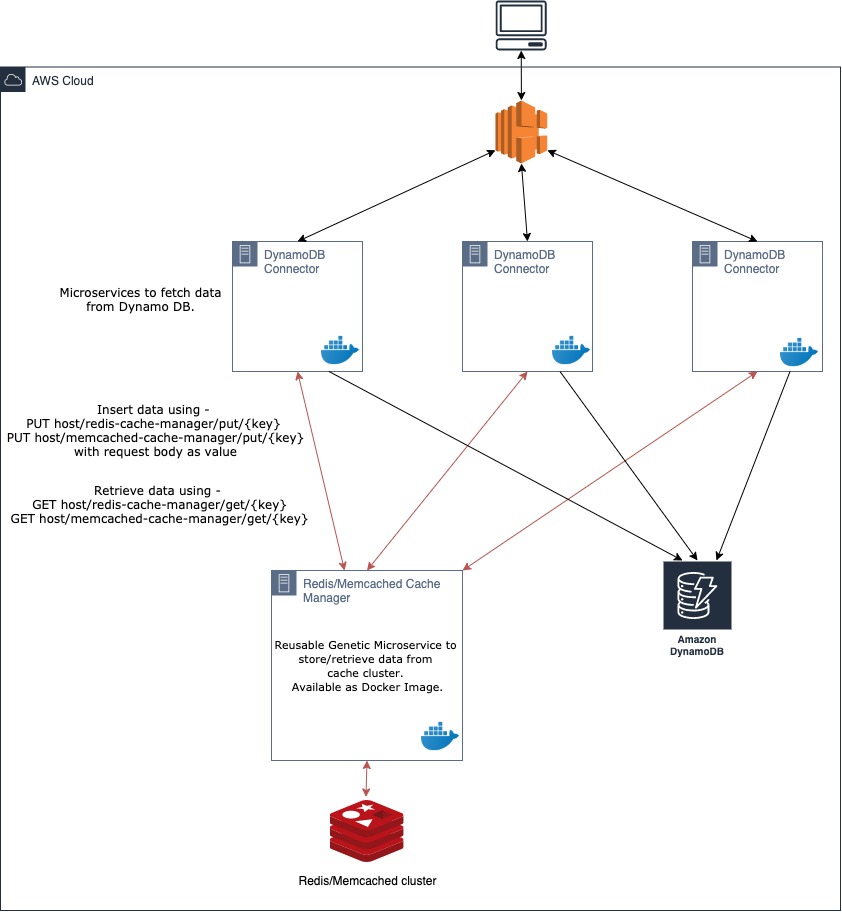 AWS Cloud
DynamoDB
Connector
DynamoDB
Connector
DynamoDB
Connector
Microservices to fetch data
from Dynamo DB.
Insert data using -
PUT host/redis-cache-manager/put/{key}
PUT host/memcached-cache-manager/put/{key}
with request body as value
Retrieve data using -
GET host/redis-cache-manager/get/{key}
GET host/memcached-cache-manager/get/{key}
Redis/Memcached Cache
Manager
Reusable Genetic Microservice to
store/retrieve data from
cache cluster.
Available as Docker Image.
Amazon
DynamoDB
Redis/Memcached cluster